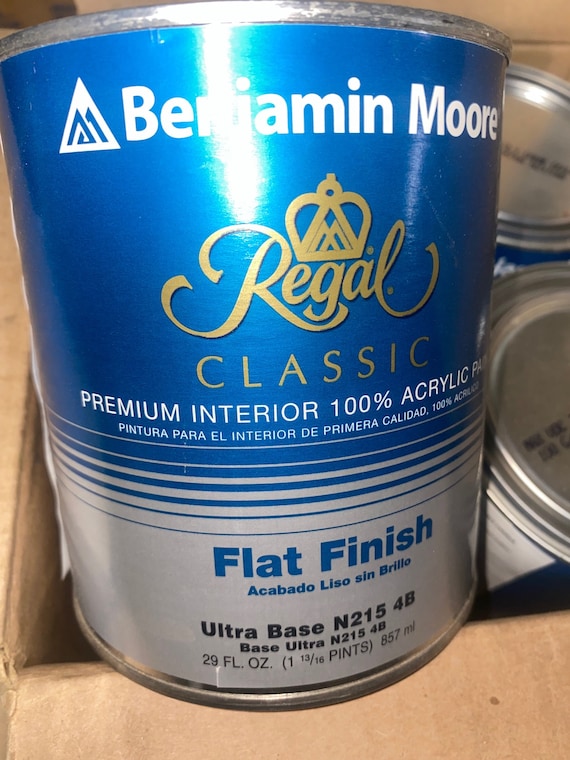 Benjamin Moore
Regal
CLASSIC
PREMIUM INTERIOR 100% ACRYLIC
PINTURA PARA EL INTERIOR DE PRIMERA CALIDAD, 100% ACRÍLICO
Flat Finish
Acabado Liso sin Brillo
Ultra Base N215 4B
Base Ultra N215 4B
29 FL. OZ. (1 13/16 PINTS) 857 ml